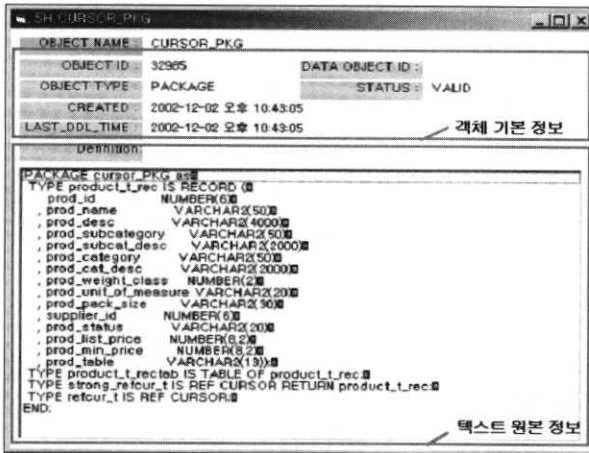 SH.CURSOR_PKG
OBJECT NAME : CURSOR_PKG
OBJECT ID : 32985 DATA OBJECT ID :
OBJECT TYPE : PACKAGE STATUS : VALID
CREATED : 2002-12-02 오후 10:43:05
LAST_DDL_TIME : 2002-12-02 오후 10:43:05
객체 기본 정보
Definition
PACKAGE cursor_PKG as
TYPE product_t_rec IS RECORD (
prod_id NUMBER(6)
, prod_name VARCHAR2(50)
, prod_desc VARCHAR2(4000)
, prod_subcategory VARCHAR2(50)
, prod_subcat_desc VARCHAR2(2000)
, prod_category VARCHAR2(50)
, prod_cat_desc VARCHAR2(2000)
, prod_weight_class NUMBER(2)
, prod_unit_of_measure VARCHAR2(20)
, prod_pack_size VARCHAR2(30)
, supplier_id NUMBER(6)
, prod_status VARCHAR2(20)
, prod_list_price NUMBER(8,2)
, prod_min_price NUMBER(8,2)
, prod_table VARCHAR2(13));
TYPE product_t_rectab IS TABLE OF product_t_rec;
TYPE strong_refcur_t IS REF CURSOR RETURN product_t_rec;
TYPE refcur_t IS REF CURSOR;
END;
텍스트 원본 정보